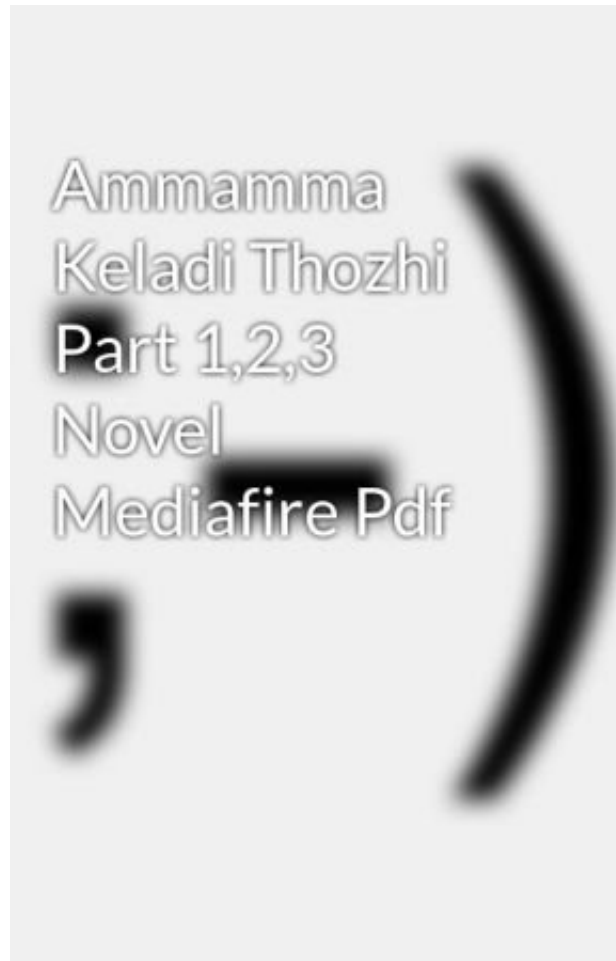 Ammamma
Keladi Thozhi
Part 1,2,3
Novel
Mediafire Pdf
;-)